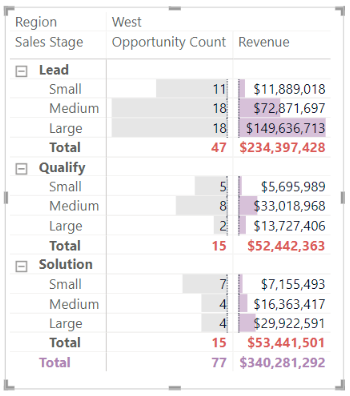 Region West
Sales Stage Opportunity Count Revenue
Lead
Small 11 $11,889,018
Medium 18 $72,871,697
Large 18 $149,636,713
Total 47 $234,397,428
Qualify
Small 5 $5,695,989
Medium 8 $33,018,968
Large 2 $13,727,406
Total 15 $52,442,363
Solution
Small 7 $7,155,493
Medium 4 $16,363,417
Large 4 $29,922,591
Total 15 $53,441,501
Total 77 $340,281,292